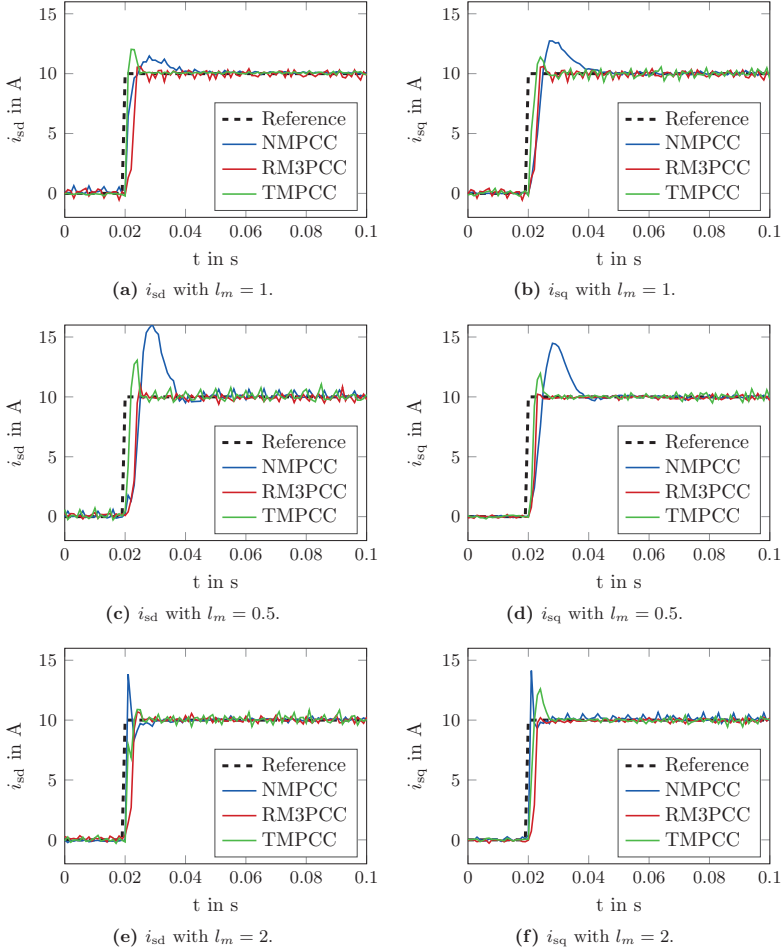 15
10
5
0
i_sd in A
Reference
NMPCC
RM3PCC
TMPCC
0 0.02 0.04 0.06 0.08 0.1
t in s
(a) i_sd with l_m = 1.
15
10
5
0
i_sq in A
Reference
NMPCC
RM3PCC
TMPCC
0 0.02 0.04 0.06 0.08 0.1
t in s
(b) i_sq with l_m = 1.
15
10
5
0
i_sd in A
Reference
NMPCC
RM3PCC
TMPCC
0 0.02 0.04 0.06 0.08 0.1
t in s
(c) i_sd with l_m = 0.5.
15
10
5
0
i_sq in A
Reference
NMPCC
RM3PCC
TMPCC
0 0.02 0.04 0.06 0.08 0.1
t in s
(d) i_sq with l_m = 0.5.
15
10
5
0
i_sd in A
Reference
NMPCC
RM3PCC
TMPCC
0 0.02 0.04 0.06 0.08 0.1
t in s
(e) i_sd with l_m = 2.
15
10
5
0
i_sq in A
Reference
NMPCC
RM3PCC
TMPCC
0 0.02 0.04 0.06 0.08 0.1
t in s
(f) i_sq with l_m = 2.